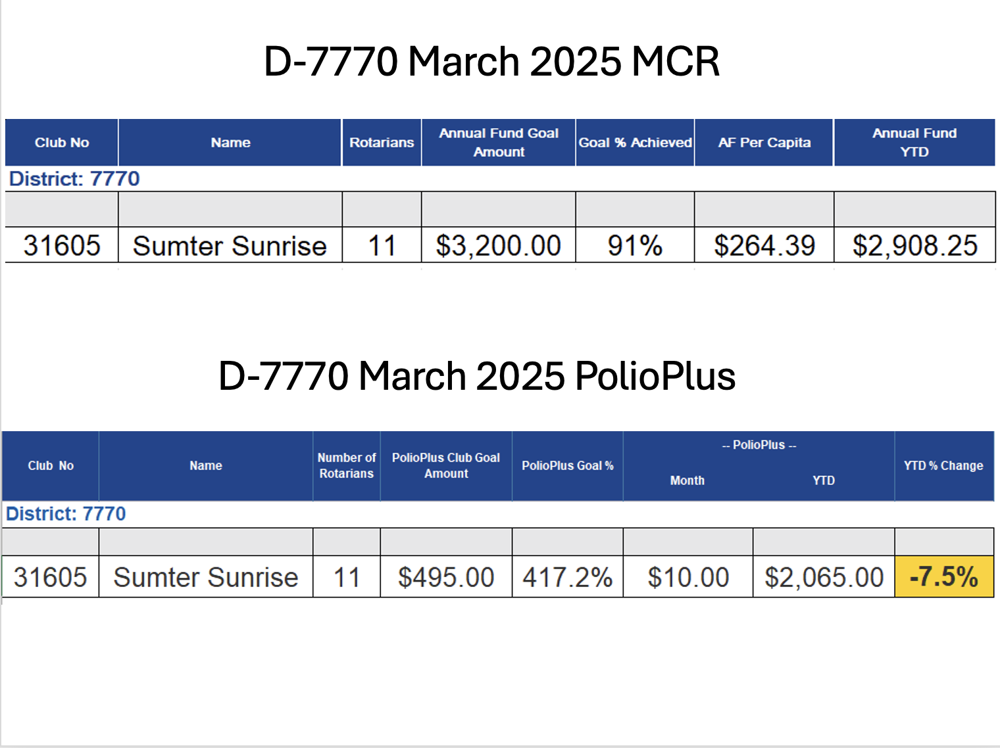 D-7770 March 2025 MCR
Club No Name Rotarians Annual Fund Goal Amount Goal % Achieved AF Per Capita Annual Fund YTD
District: 7770
31605 Sumter Sunrise 11 $3,200.00 91% $264.39 $2,908.25
D-7770 March 2025 PolioPlus
Club No Name Number of Rotarians PolioPlus Club Goal Amount PolioPlus Goal % -- PolioPlus -- Month YTD YTD % Change
District: 7770
31605 Sumter Sunrise 11 $495.00 417.2% $10.00 $2,065.00 -7.5%